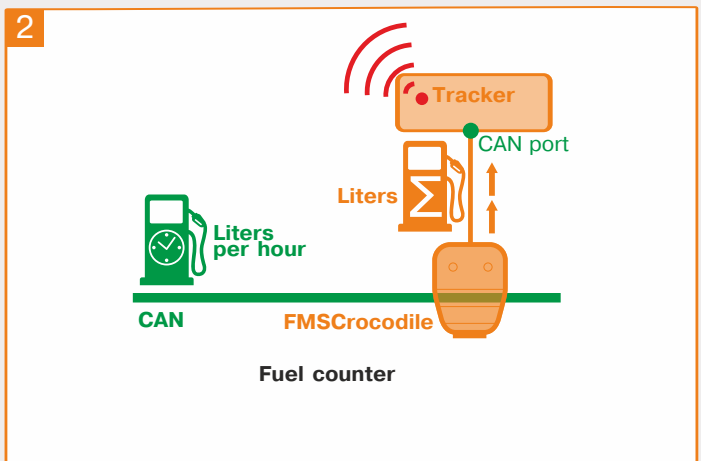 2
Tracker
CAN port
Liters
Σ
Liters
per hour
CAN
FMSCrocodile
Fuel counter